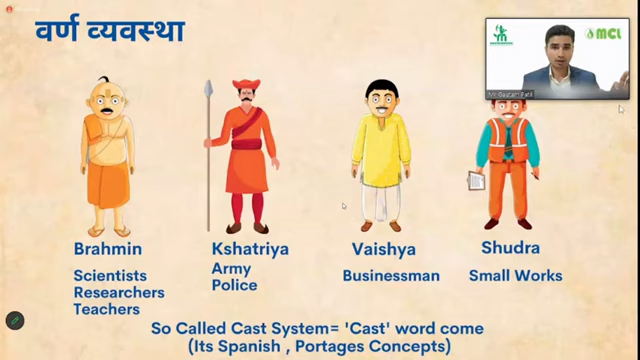 वर्ण व्यवस्था
MCL
Brahmin
Scientists
Researchers
Teachers
Kshatriya
Army
Police
Vaishya
Businessman
Shudra
Small Works
So Called Cast System= 'Cast' word come
(Its Spanish , Portages Concepts)